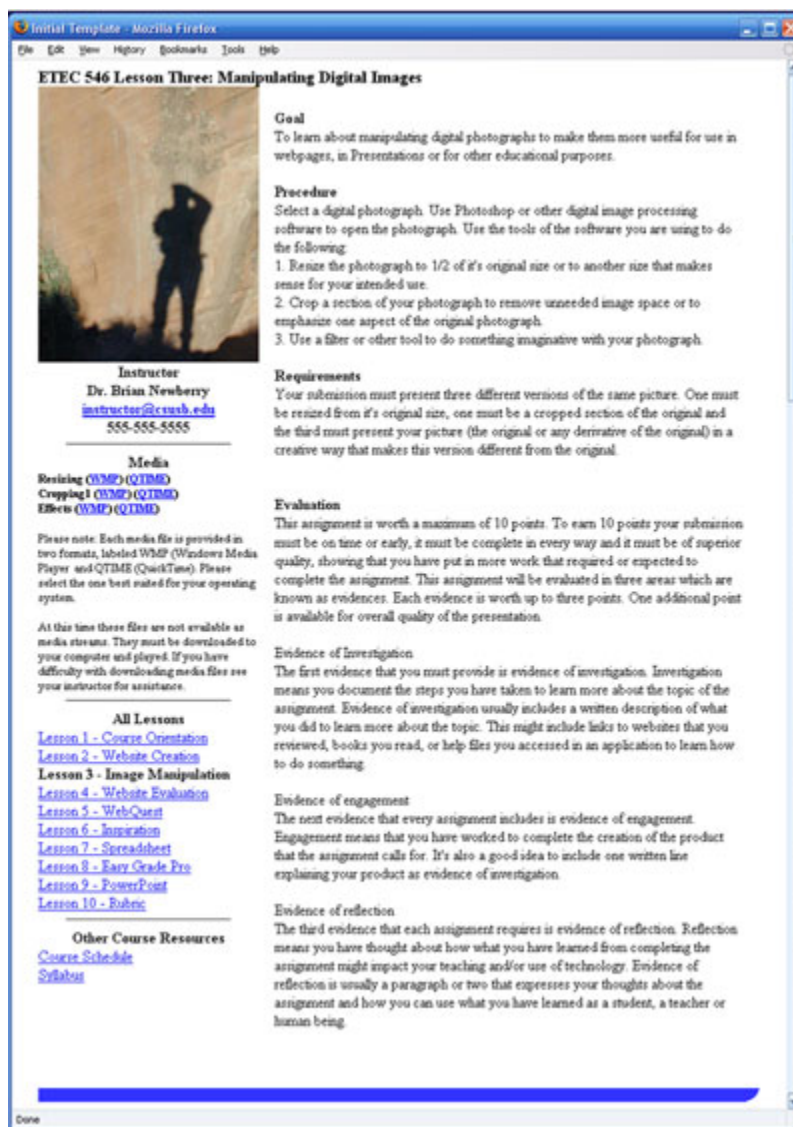 Initial Template - Mozilla Firefox
File Edit View History Bookmarks Tools Help
ETEC 546 Lesson Three: Manipulating Digital Images
Instructor
Dr. Brian Newberry
instructor@csusb.edu
555-555-5555
Media
Resizing (WMP) (QTIME)
Cropping1 (WMP) (QTIME)
Effects (WMP) (QTIME)
Please note: Each media file is provided in
two formats, labeled WMP (Windows Media
Player and QTIME (QuickTime). Please
select the one best suited for your operating
system.
At this time these files are not available as
media streams. They must be downloaded to
your computer and played. If you have
difficulty with downloading media files see
your instructor for assistance.
All Lessons
Lesson 1 - Course Orientation
Lesson 2 - Website Creation
Lesson 3 - Image Manipulation
Lesson 4 - Website Evaluation
Lesson 5 - WebQuest
Lesson 6 - Inspiration
Lesson 7 - Spreadsheet
Lesson 8 - Easy Grade Pro
Lesson 9 - PowerPoint
Lesson 10 - Rubric
Other Course Resources
Course Schedule
Syllabus
Goal
To learn about manipulating digital photographs to make them more useful for use in
webpages, in Presentations or for other educational purposes.
Procedure
Select a digital photograph. Use Photoshop or other digital image processing
software to open the photograph. Use the tools of the software you are using to do
the following:
1. Resize the photograph to 1/2 of it's original size or to another size that makes
sense for your intended use.
2. Crop a section of your photograph to remove unneeded image space or to
emphasize one aspect of the original photograph.
3. Use a filter or other tool to do something imaginative with your photograph.
Requirements
Your submission must present three different versions of the same picture. One must
be resized from it's original size, one must be a cropped section of the original and
the third must present your picture (the original or any derivative of the original) in a
creative way that makes this version different from the original.
Evaluation
This assignment is worth a maximum of 10 points. To earn 10 points your submission
must be on time or early, it must be complete in every way and it must be of superior
quality, showing that you have put in more work that required or expected to
complete the assignment. This assignment will be evaluated in three areas which are
known as evidences. Each evidence is worth up to three points. One additional point
is available for overall quality of the presentation.
Evidence of Investigation
The first evidence that you must provide is evidence of investigation. Investigation
means you document the steps you have taken to learn more about the topic of the
assignment. Evidence of investigation usually includes a written description of what
you did to learn more about the topic. This might include links to websites that you
reviewed, books you read, or help files you accessed in an application to learn how
to do something.
Evidence of engagement
The next evidence that every assignment includes is evidence of engagement.
Engagement means that you have worked to complete the creation of the product
that the assignment calls for. It's also a good idea to include one written line
explaining your product as evidence of investigation.
Evidence of reflection
The third evidence that each assignment requires is evidence of reflection. Reflection
means you have thought about how what you have learned from completing the
assignment might impact your teaching and/or use of technology. Evidence of
reflection is usually a paragraph or two that expresses your thoughts about the
assignment and how you can use what you have learned as a student, a teacher or
human being.
Done